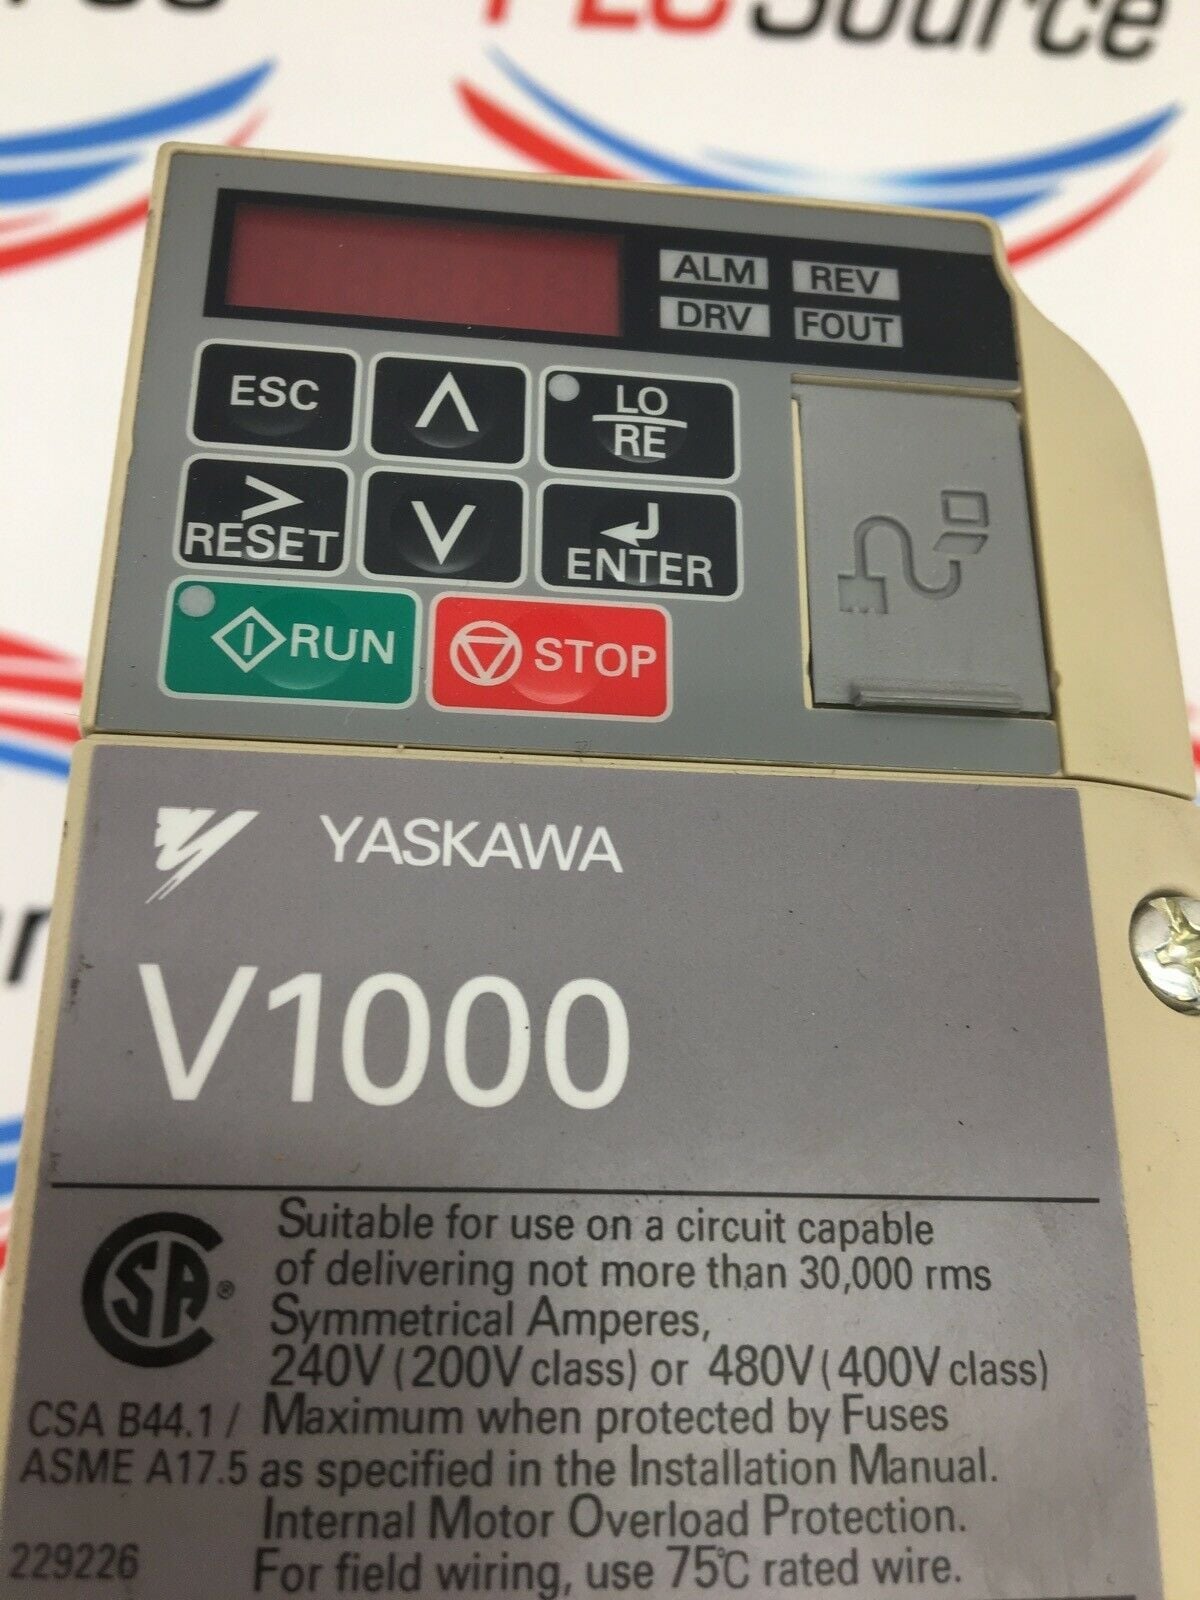 PLC Source
ALM REV
DRV FOUT
ESC
LO
RE
RESET
ENTER
RUN
STOP
YASKAWA
V1000
Suitable for use on a circuit capable
of delivering not more than 30,000 rms
Symmetrical Amperes,
240V (200V class) or 480V (400V class)
CSA B44.1 / Maximum when protected by Fuses
ASME A17.5 as specified in the Installation Manual.
Internal Motor Overload Protection.
229226 For field wiring, use 75°C rated wire.